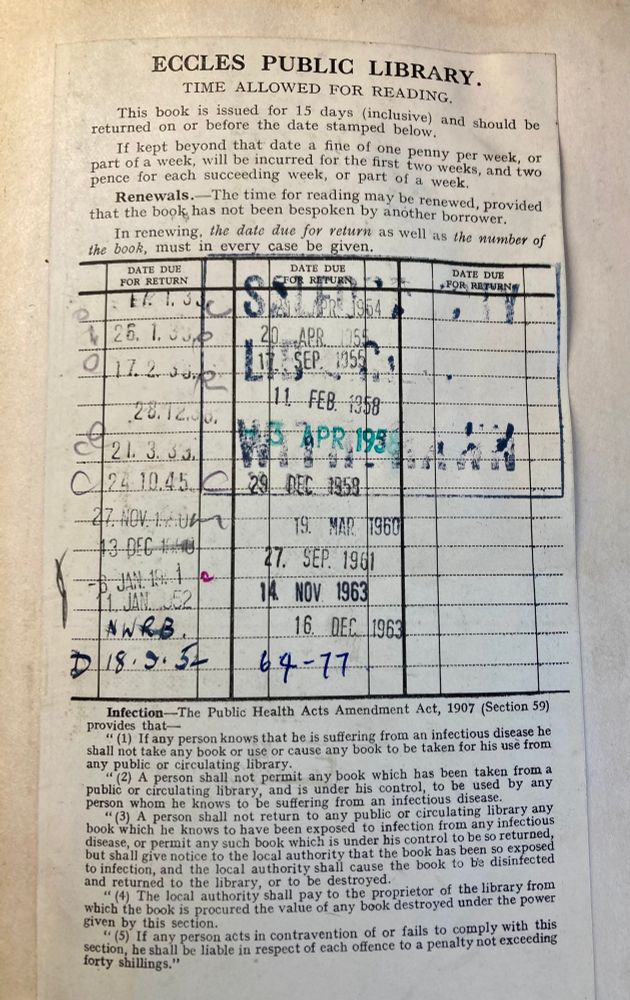 ECCLES PUBLIC LIBRARY.
TIME ALLOWED FOR READING.
This book is issued for 15 days (inclusive) and should be
returned on or before the date stamped below.
If kept beyond that date a fine of one penny per week, or
part of a week, will be incurred for the first two weeks, and two
pence for each succeeding week, or part of a week.
Renewals.—The time for reading may be renewed, provided
that the book has not been bespoken by another borrower.
In renewing, the date due for return as well as the number of
the book, must in every case be given.
DATE DUE DATE DUE DATE DUE
FOR RETURN FOR RETURN FOR RETURN
APR 1954
20 APR 1955
17 SEP. 1955
11 FEB. 1958
3 APR 195
21. 3. 33. 
24 10.45 29 DEC 1959
27. NOV. 19. MAR 1960
13 DEC 27. SEP. 1961
JAN. 14 NOV 1963
11 JAN. 16. DEC 1963
NWRB.
D 18.9.52 64-77
Infection—The Public Health Acts Amendment Act, 1907 (Section 59)
provides that—
"(1) If any person knows that he is suffering from an infectious disease he
shall not take any book or use or cause any book to be taken for his use from
any public or circulating library.
"(2) A person shall not permit any book which has been taken from a
public or circulating library, and is under his control, to be used by any
person whom he knows to be suffering from an infectious disease.
"(3) A person shall not return to any public or circulating library any
book which he knows to have been exposed to infection from any infectious
disease, or permit any such book which is under his control to be so returned,
but shall give notice to the local authority that the book has been so exposed
to infection, and the local authority shall cause the book to be disinfected
and returned to the library, or to be destroyed.
"(4) The local authority shall pay to the proprietor of the library from
which the book is procured the value of any book destroyed under the power
given by this section.
"(5) If any person acts in contravention of or fails to comply with this
section, he shall be liable in respect of each offence to a penalty not exceeding
forty shillings."